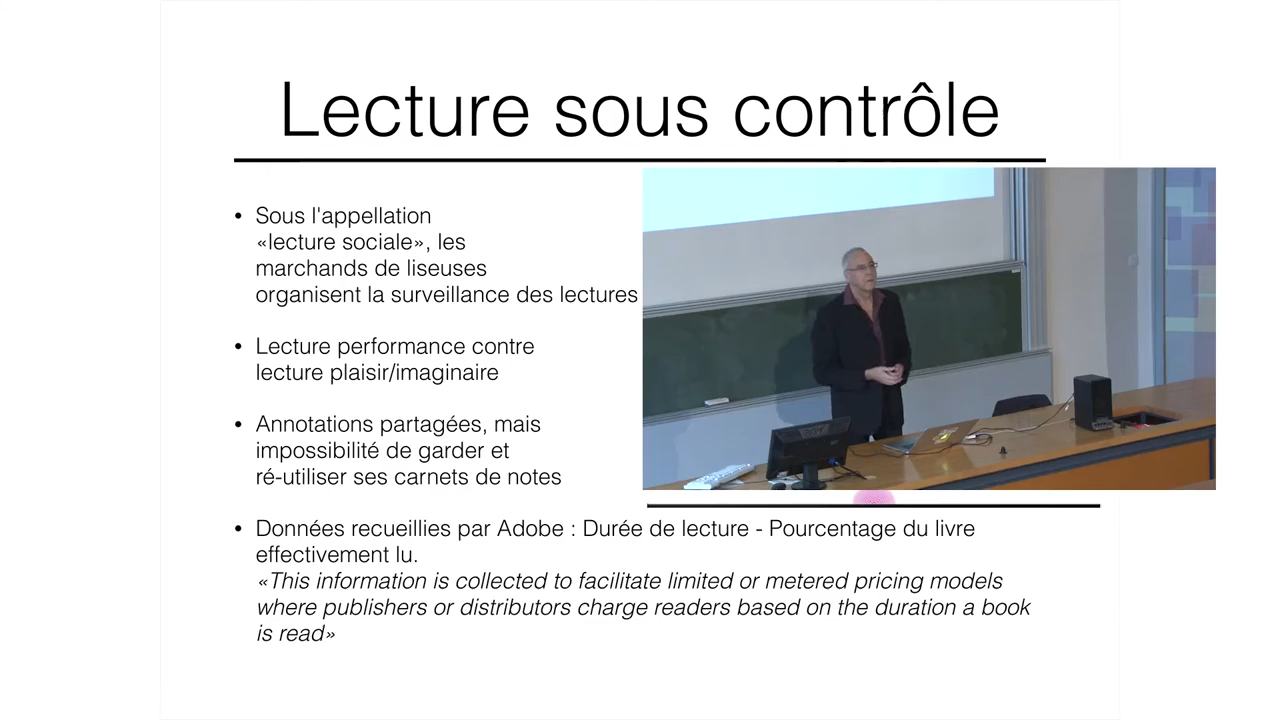 Lecture sous contrôle
• Sous l'appellation
«lecture sociale», les
marchands de liseuses
organisent la surveillance des lectures
• Lecture performance contre
lecture plaisir/imaginaire
• Annotations partagées, mais
impossibilité de garder et
ré-utiliser ses carnets de notes
• Données recueillies par Adobe : Durée de lecture - Pourcentage du livre
effectivement lu.
«This information is collected to facilitate limited or metered pricing models
where publishers or distributors charge readers based on the duration a book
is read»